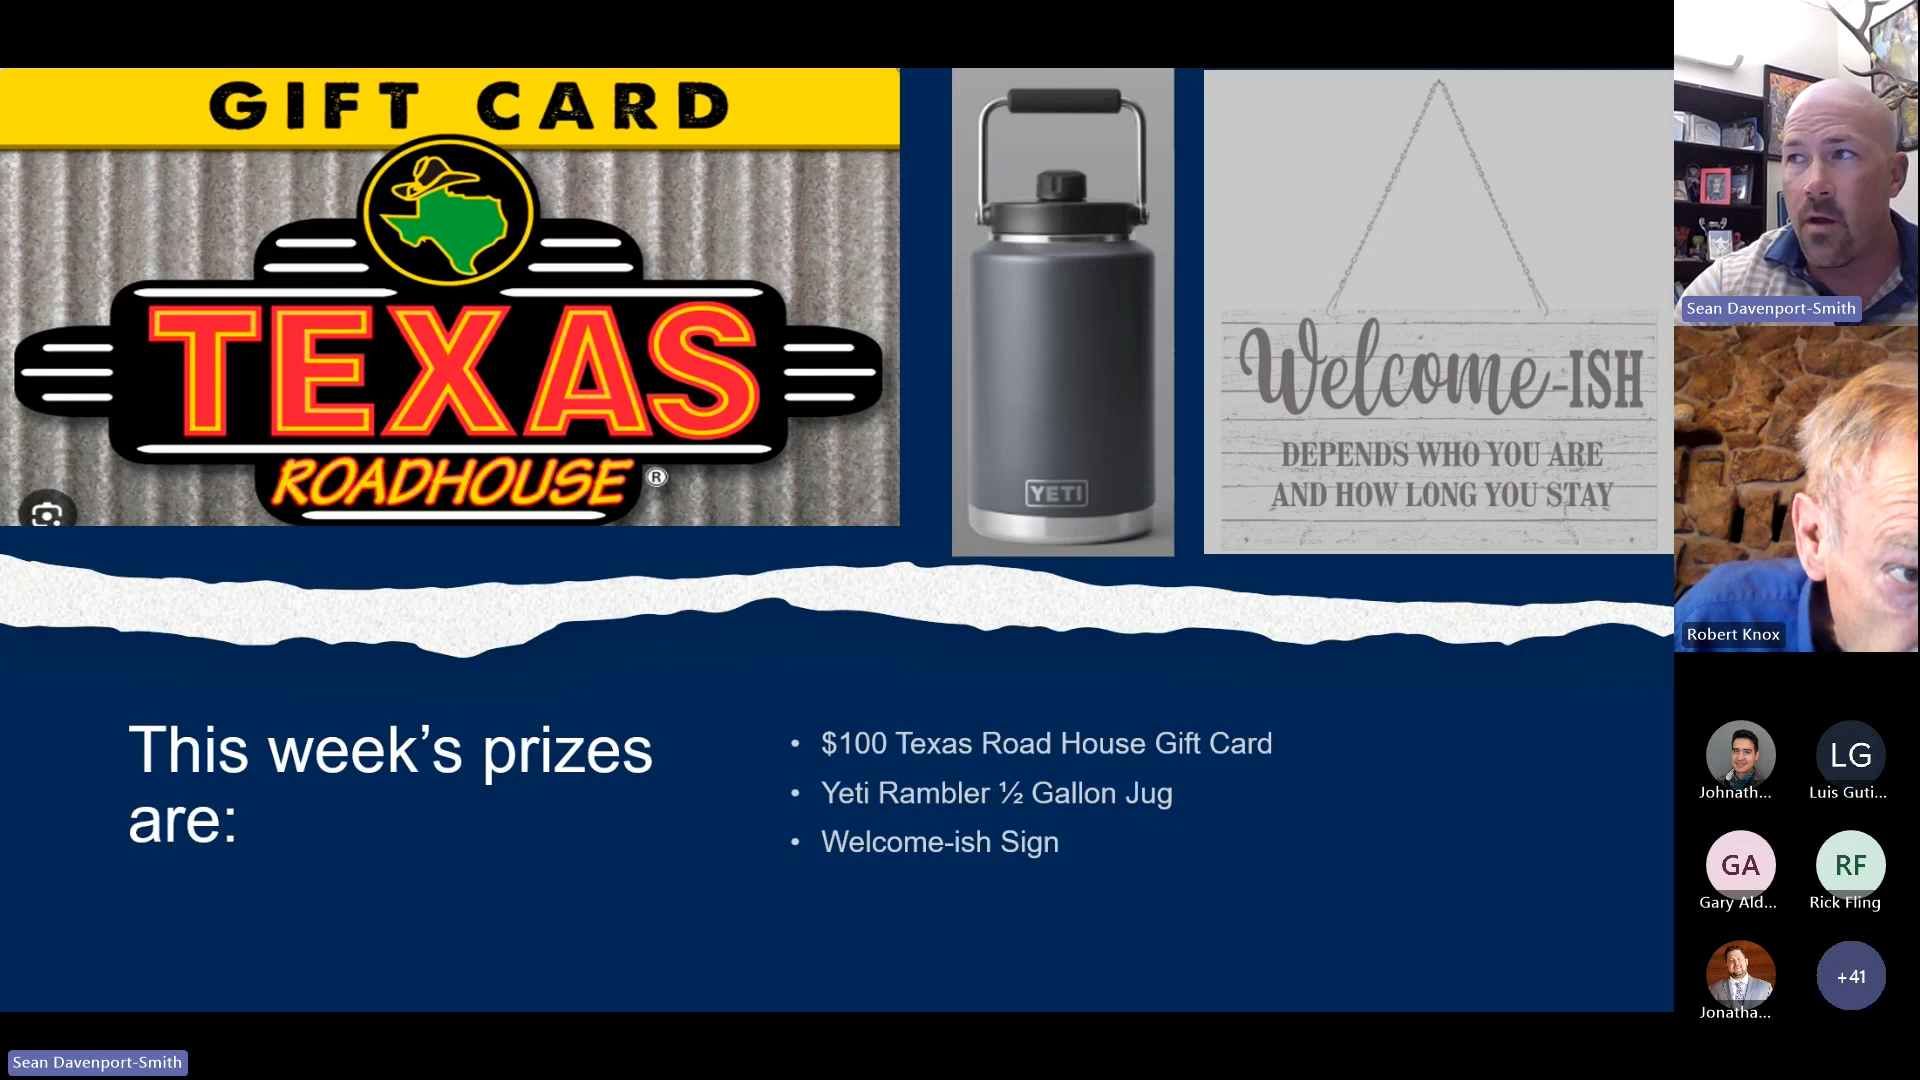 GIFT CARD
TEXAS
ROADHOUSE ®
YETI
Welcome-ISH
DEPENDS WHO YOU ARE
AND HOW LONG YOU STAY
This week’s prizes
are:
• $100 Texas Road House Gift Card
• Yeti Rambler ½ Gallon Jug
• Welcome-ish Sign
Sean Davenport-Smith
Robert Knox
Johnath...
LG
Luis Guti...
GA
Gary Ald...
RF
Rick Fling
Jonatha...
+41
Sean Davenport-Smith